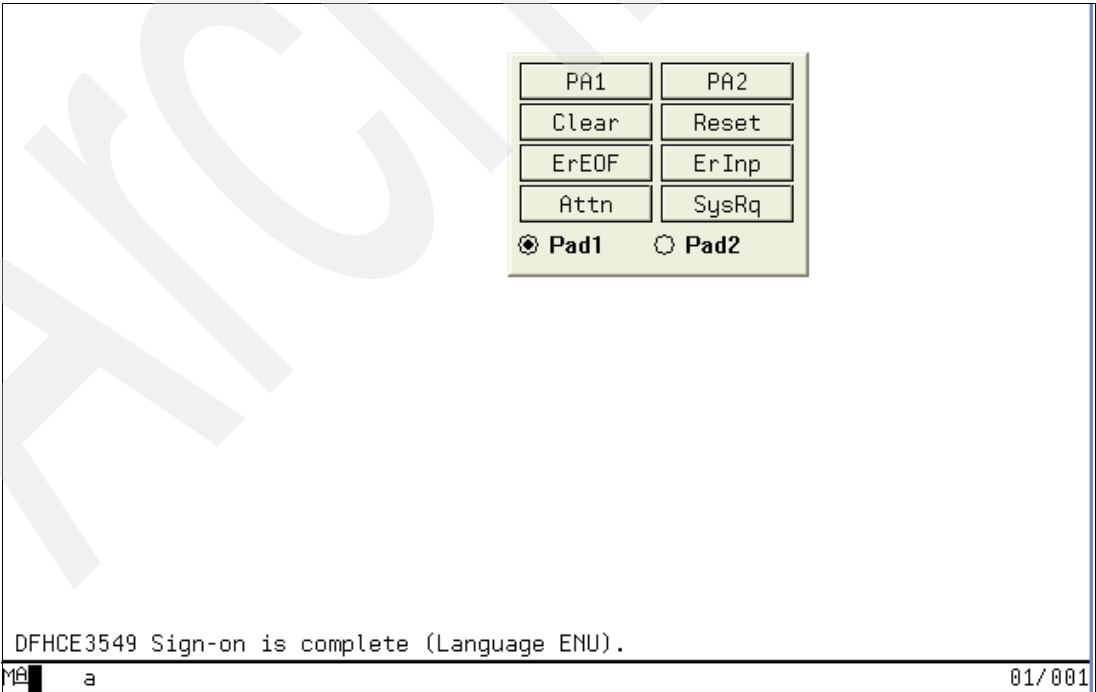 PA1 PA2
Clear Reset
ErEOF ErInp
Attn SysRq
Pad1 Pad2
DFHCE3549 Sign-on is complete (Language ENU).
MA a 01/001